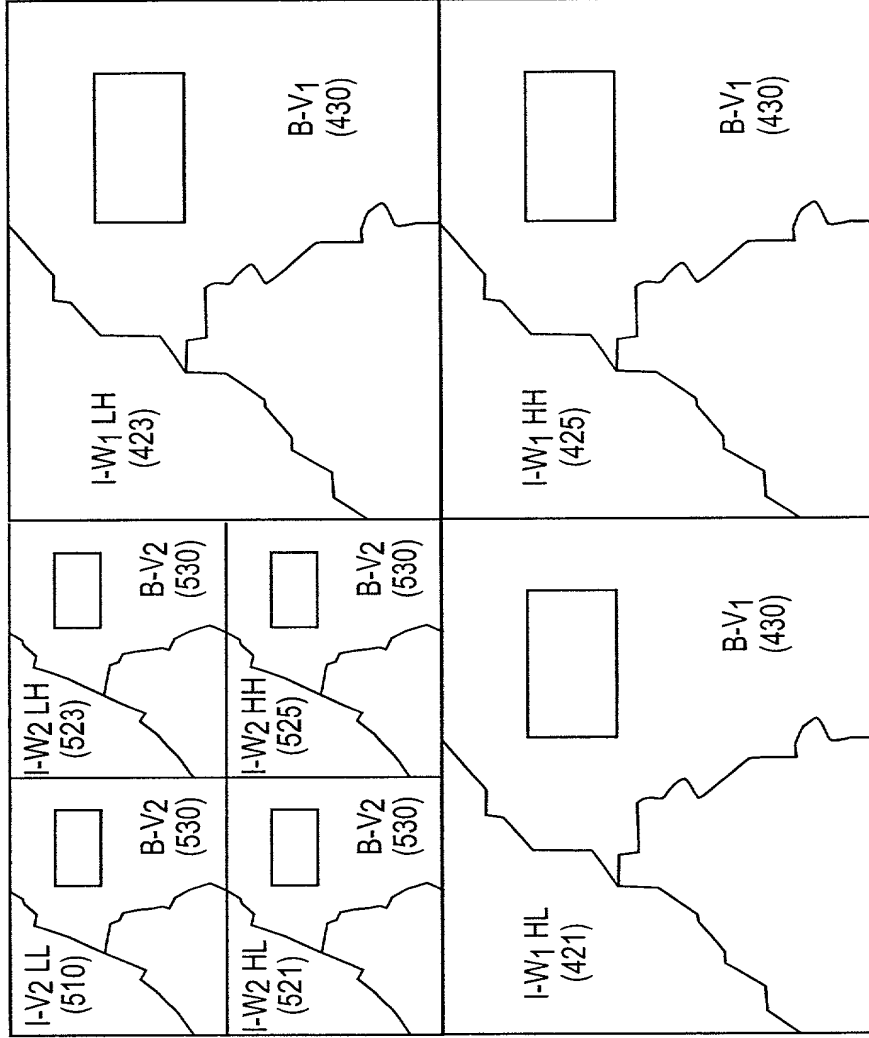 I-V2 LL
(510)
B-V2
(530)
I-W2 LH
(523)
B-V2
(530)
I-W1 LH
(423)
B-V1
(430)
I-W2 HL
(521)
B-V2
(530)
I-W2 HH
(525)
B-V2
(530)
I-W1 HL
(421)
B-V1
(430)
I-W1 HH
(425)
B-V1
(430)